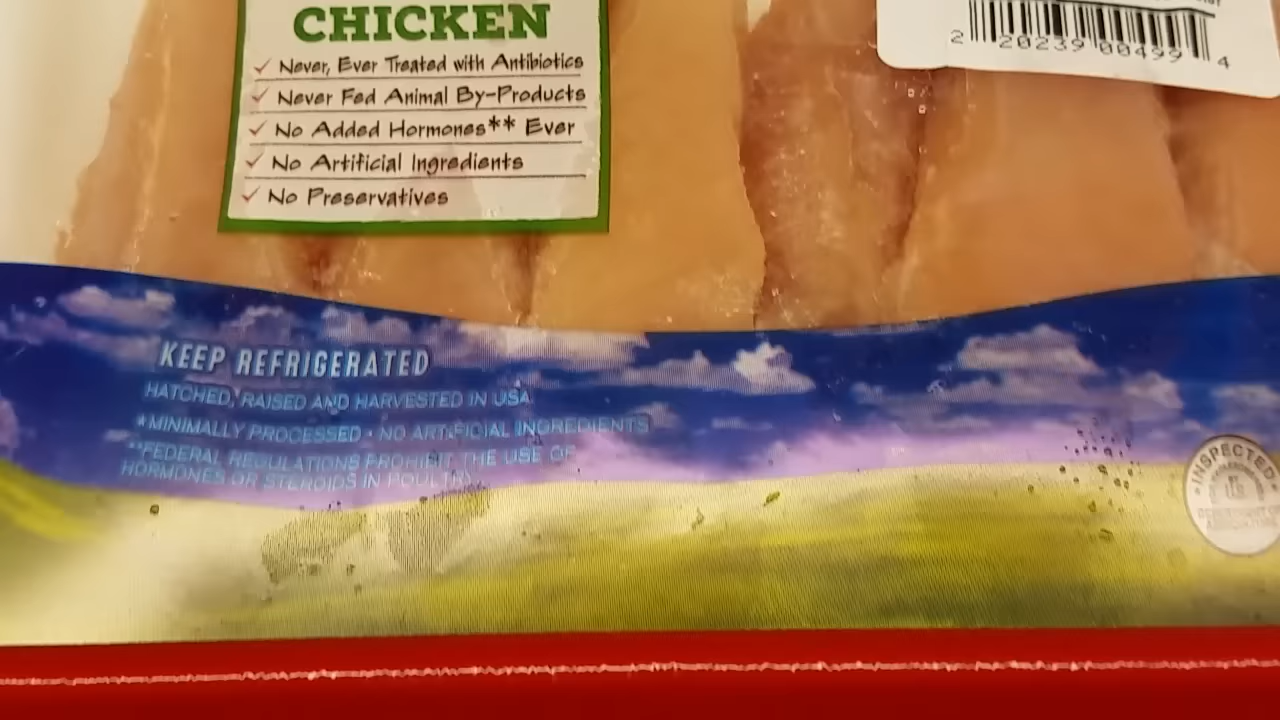 CHICKEN
Never, Ever Treated with Antibiotics
Never Fed Animal By-Products
No Added Hormones** Ever
No Artificial Ingredients
No Preservatives
2 20239 00499 4
KEEP REFRIGERATED
HATCHED, RAISED AND HARVESTED IN USA
*MINIMALLY PROCESSED • NO ARTIFICIAL INGREDIENTS
**FEDERAL REGULATIONS PROHIBIT THE USE OF
HORMONES OR STEROIDS IN POULTRY
INSPECTED